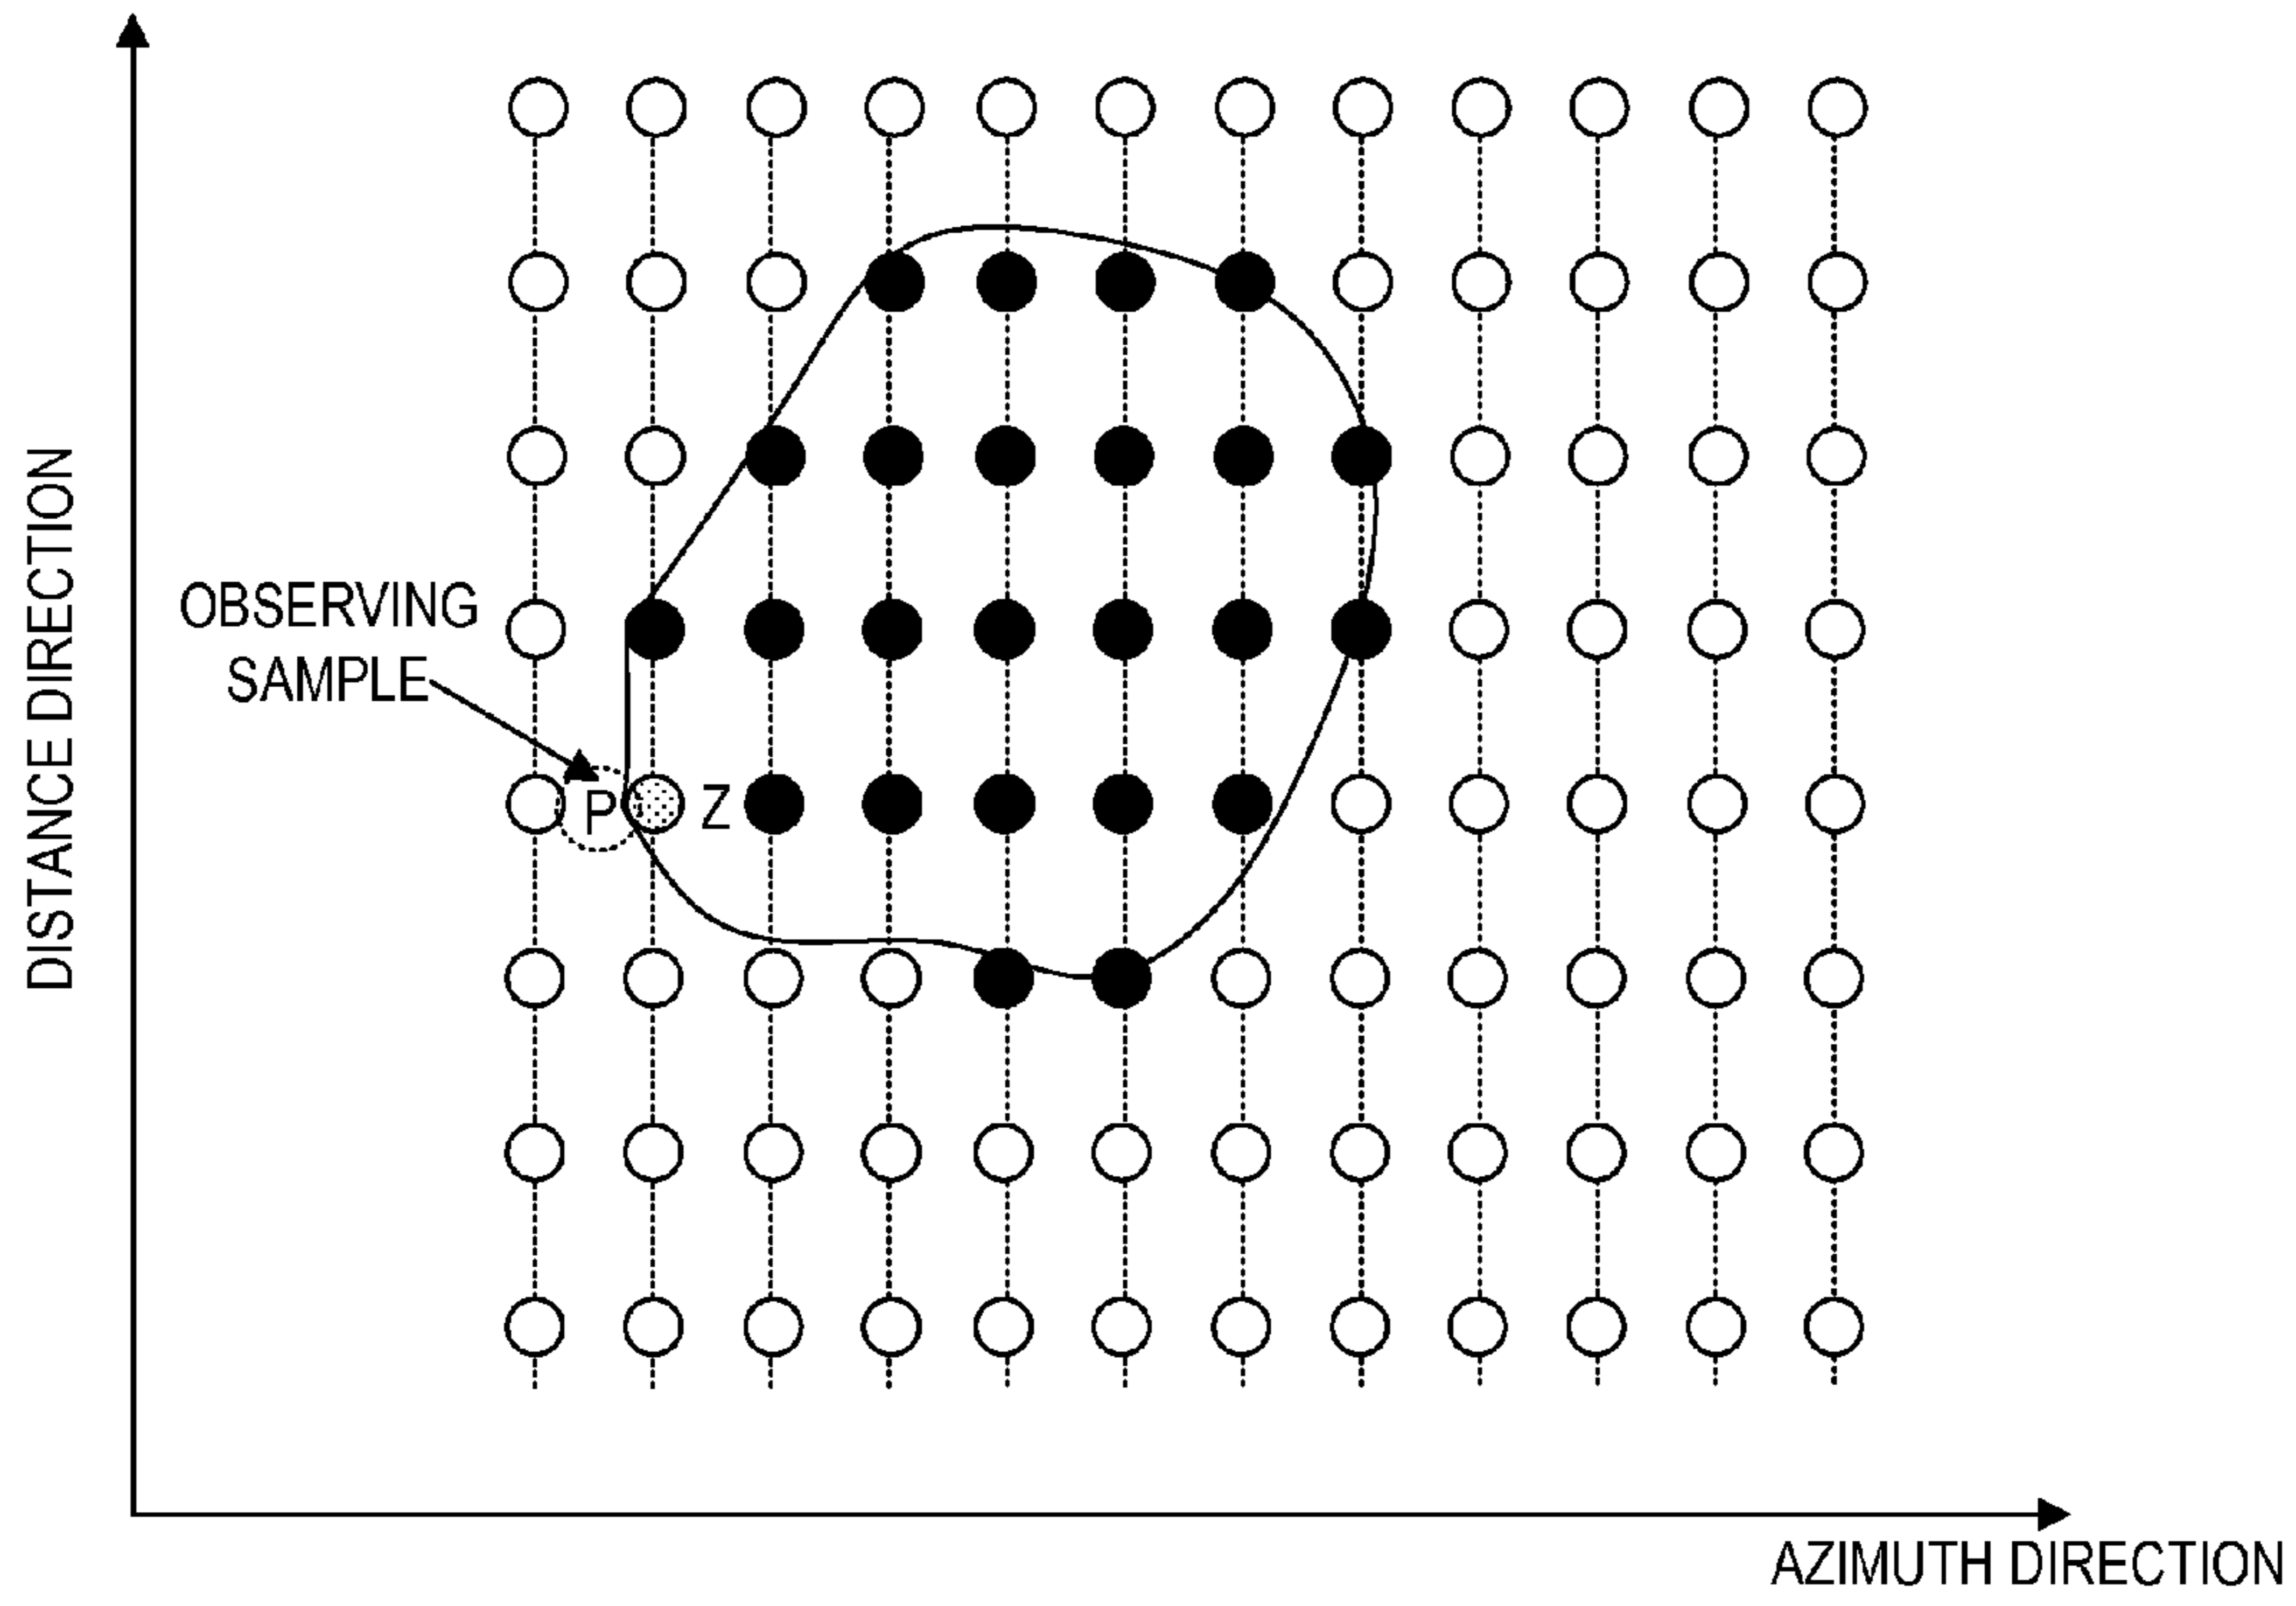 DISTANCE DIRECTION
OBSERVING
SAMPLE
P
Z
AZIMUTH DIRECTION